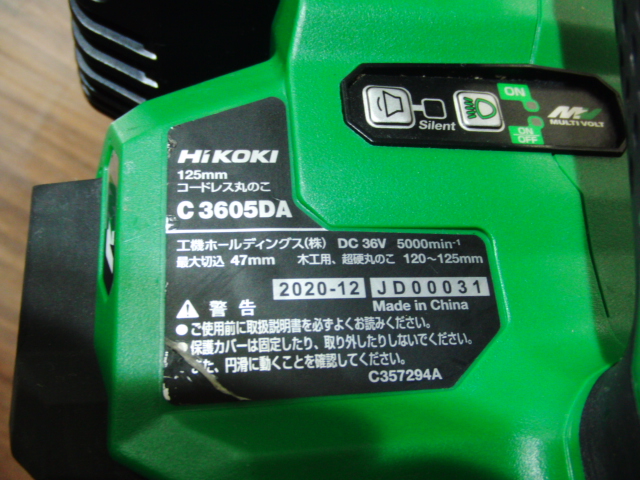 Silent
ON
ON
OFF
MULTI VOLT
HiKOKI
125mm
コードレス丸のこ
C 3605DA
工機ホールディングス(株) DC 36V 5000min-1
最大切込 47mm 木工用、超硬丸のこ 120～125mm
2020-12 JD00031
Made in China
警告
●ご使用前に取扱説明書を必ずよくお読みください。
●保護カバーは固定したり、取り外したりしないでください。
また、円滑に動くことを確認してください。
C357294A